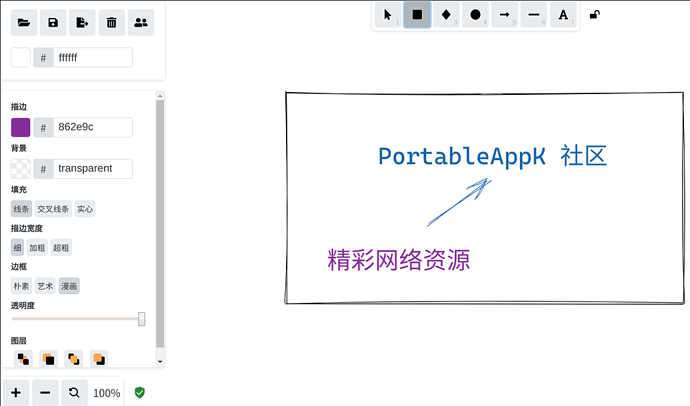 1 2 3 4 5 6 7
# ffffff
描边
# 862e9c
背景
# transparent
填充
线条 交叉线条 实心
描边宽度
细 加粗 超粗
边框
朴素 艺术 漫画
透明度
图层
100%
PortableAppK 社区
精彩网络资源